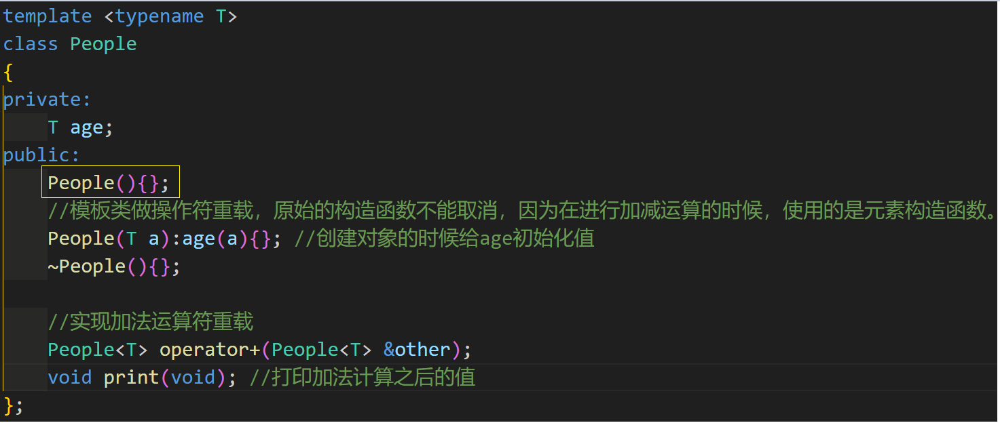 template <typename T>
class People
{
private:
    T age;
public:
    People(){};
    //模板类做操作符重载，原始的构造函数不能取消，因为在进行加减运算的时候，使用的是元素构造函数。
    People(T a):age(a){}; //创建对象的时候给age初始化值
    ~People(){};
    //实现加法运算符重载
    People<T> operator+(People<T> &other);
    void print(void); //打印加法计算之后的值
};